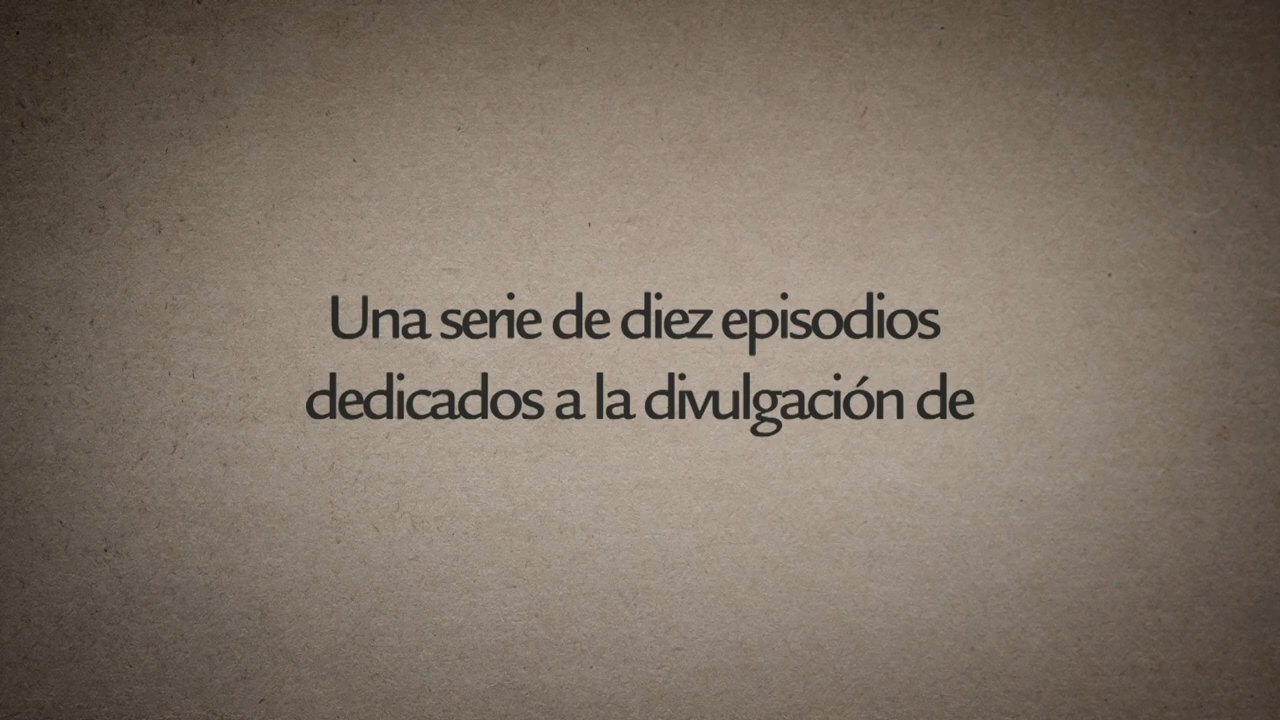 Una serie de diez episodios
dedicados a la divulgación de